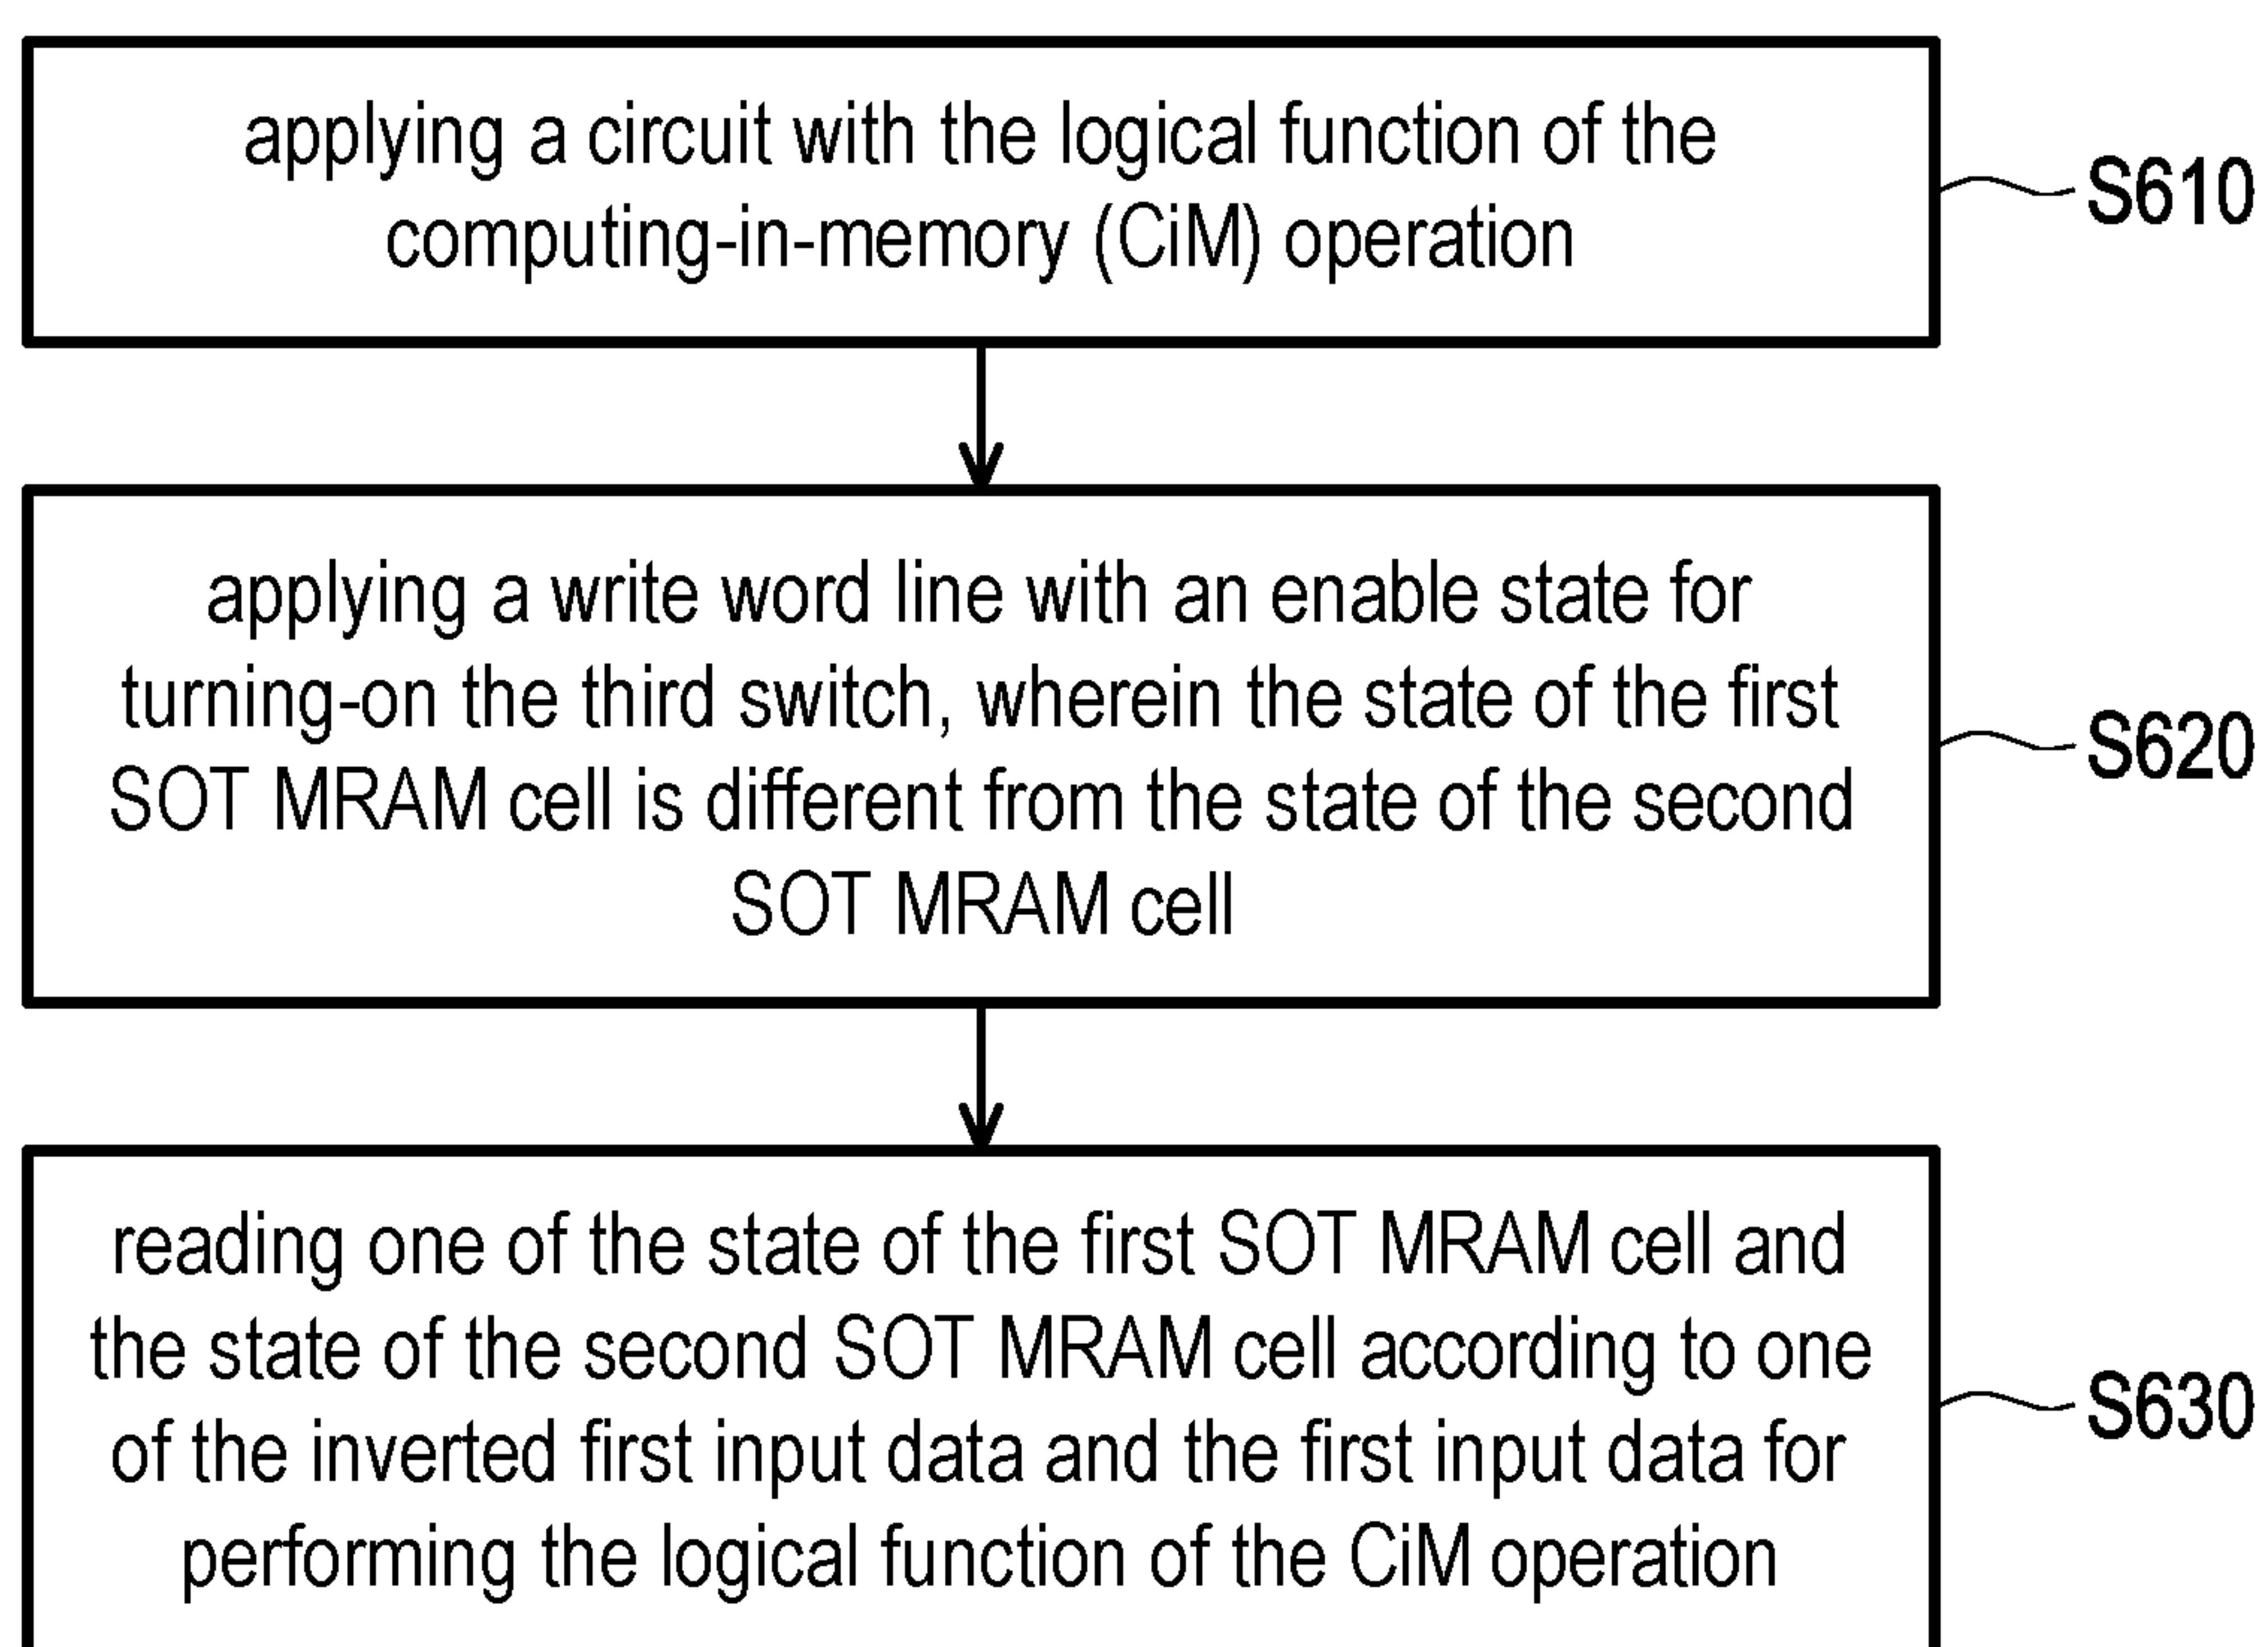 applying a circuit with the logical function of the
computing-in-memory (CiM) operation
S610
applying a write word line with an enable state for
turning-on the third switch, wherein the state of the first
SOT MRAM cell is different from the state of the second
SOT MRAM cell
S620
reading one of the state of the first SOT MRAM cell and
the state of the second SOT MRAM cell according to one
of the inverted first input data and the first input data for
performing the logical function of the CiM operation
S630